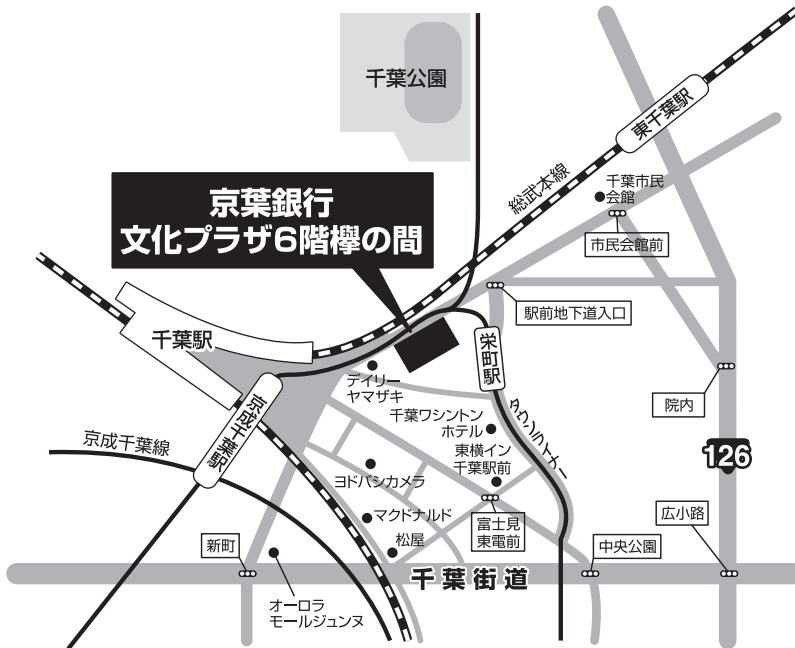 千葉公園
東千葉駅
総武本線
千葉市民
会館
京葉銀行
文化プラザ6階欅の間
市民会館前
駅前地下道入口
千葉駅
栄町駅
デイリー
ヤマザキ
タウンライナー
千葉ワシントン
ホテル
院内
京成千葉駅
京成千葉線
東横イン
千葉駅前
126
ヨドバシカメラ
マクドナルド
富士見
東電前
広小路
新町
松屋
中央公園
千葉街道
オーロラ
モールジュンヌ